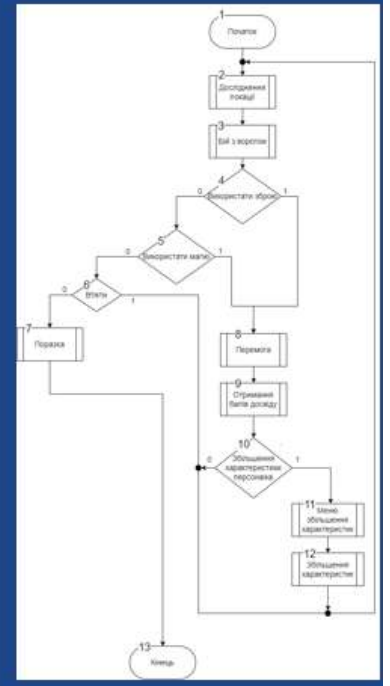 1
Початок
2
Дослідження
локації
3
Бій з ворогом
4
0
Використати зброю
1
5
0
Використати магію
1
6
0
Втекти
1
7
Поразка
8
Перемога
9
Отримання
балів досвіду
10
0
Збільшення
характеристик
персонажа
1
11
Меню
збільшення
характеристик
12
Збільшення
характеристик
13
Кінець